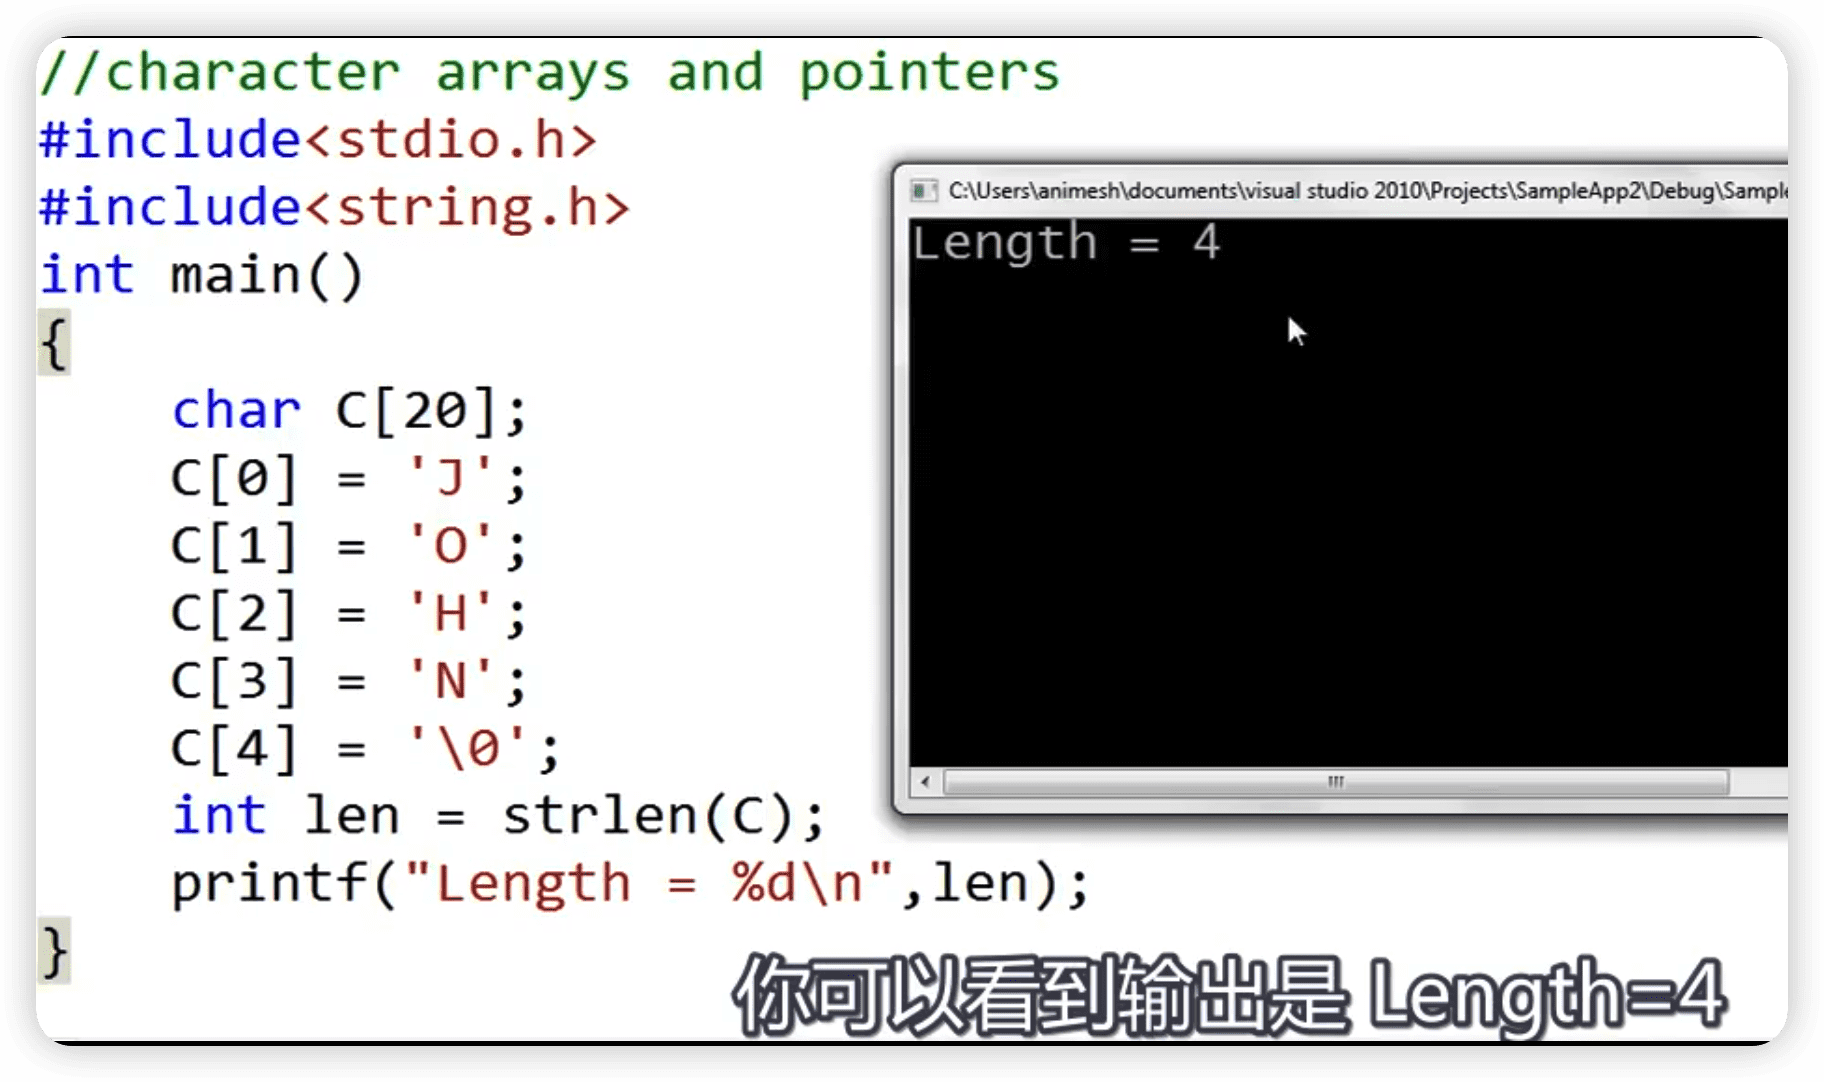 //character arrays and pointers
#include<stdio.h>
#include<string.h>
int main()
{
char C[20];
C[0] = 'J';
C[1] = 'O';
C[2] = 'H';
C[3] = 'N';
C[4] = '\0';
int len = strlen(C);
printf("Length = %d\n",len);
}
C:\Users\animesh\documents\visual studio 2010\Projects\SampleApp2\Debug\Sample
Length = 4
你可以看到输出是 Length=4